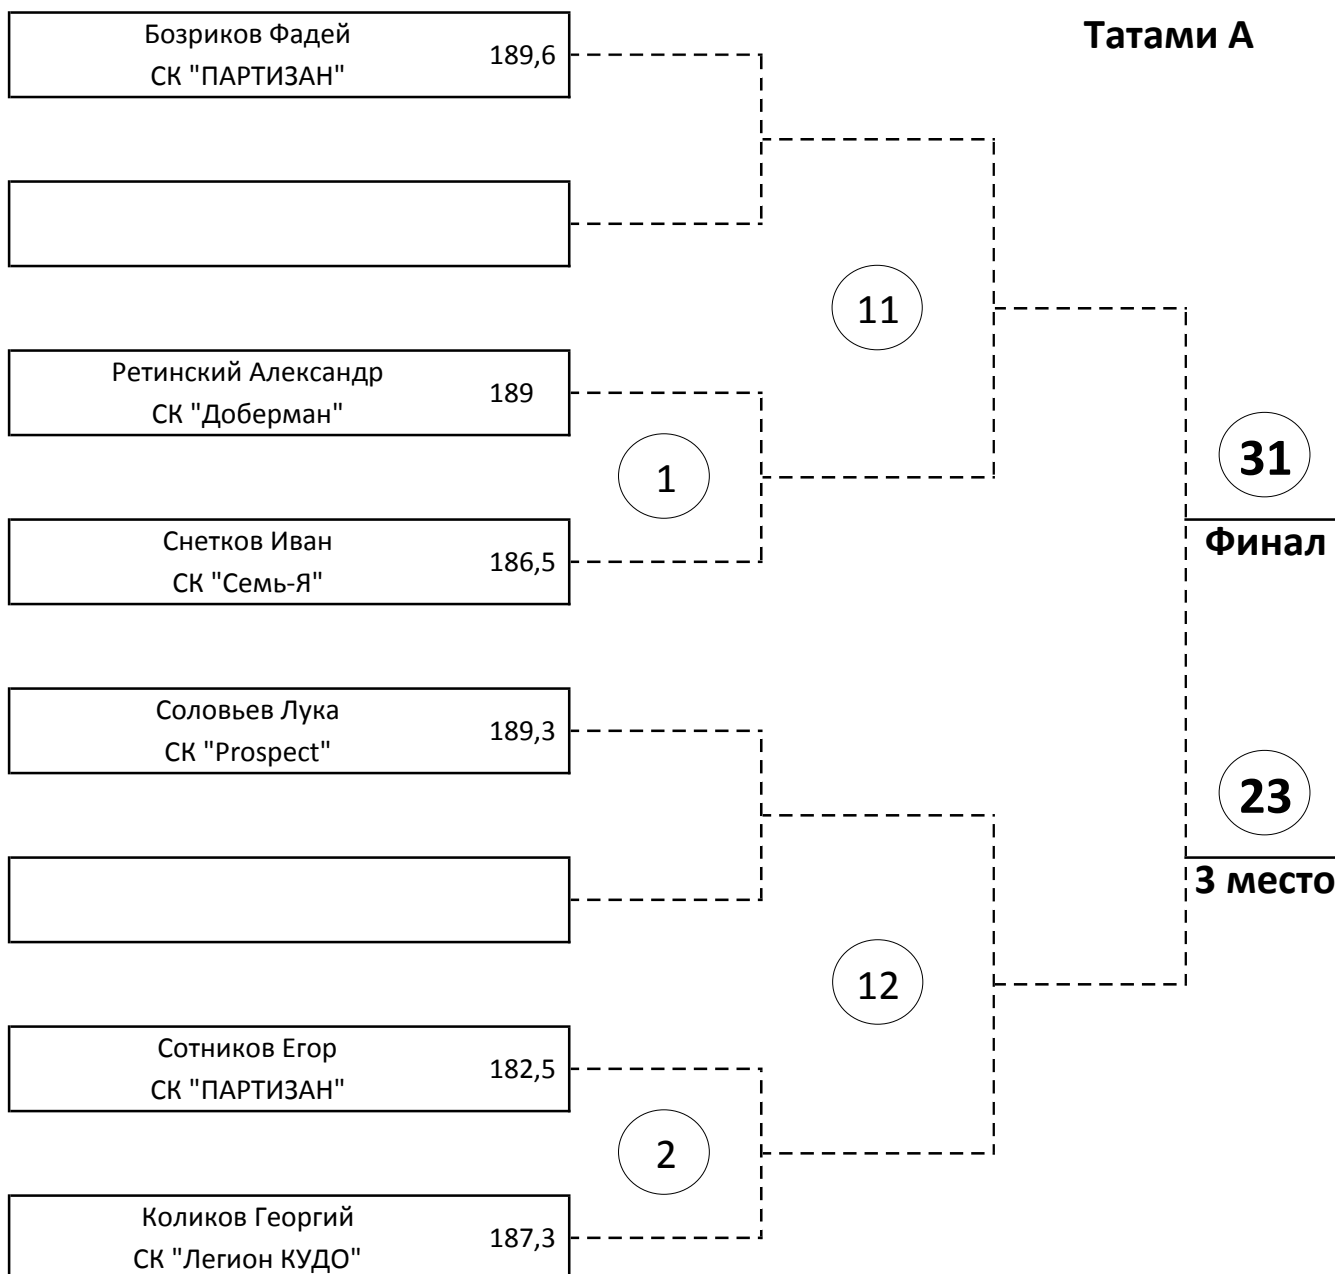 Татами А
Бозриков Фадей
189,6
СК "ПАРТИЗАН"
11
Ретинский Александр
189
СК "Доберман"
1
31
Снетков Иван
186,5
СК "Семь-Я"
Финал
Соловьев Лука
189,3
СК "Prospect"
23
3 место
12
Сотников Егор
182,5
СК "ПАРТИЗАН"
2
Коликов Георгий
187,3
СК "Легион КУДО"